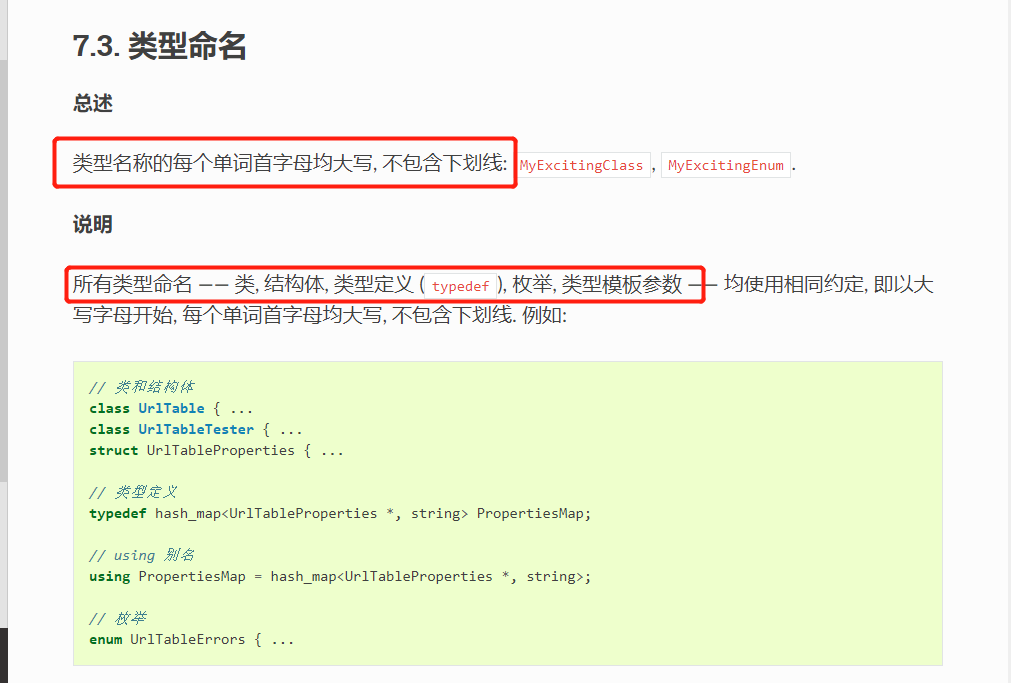 7.3. 类型命名
总述
类型名称的每个单词首字母均大写, 不包含下划线: MyExcitingClass, MyExcitingEnum.
说明
所有类型命名 —— 类, 结构体, 类型定义 (typedef), 枚举, 类型模板参数 —— 均使用相同约定, 即以大
写字母开始, 每个单词首字母均大写, 不包含下划线. 例如:
// 类和结构体
class UrlTable { ...
class UrlTableTester { ...
struct UrlTableProperties { ...
// 类型定义
typedef hash_map<UrlTableProperties *, string> PropertiesMap;
// using 别名
using PropertiesMap = hash_map<UrlTableProperties *, string>;
// 枚举
enum UrlTableErrors { ...